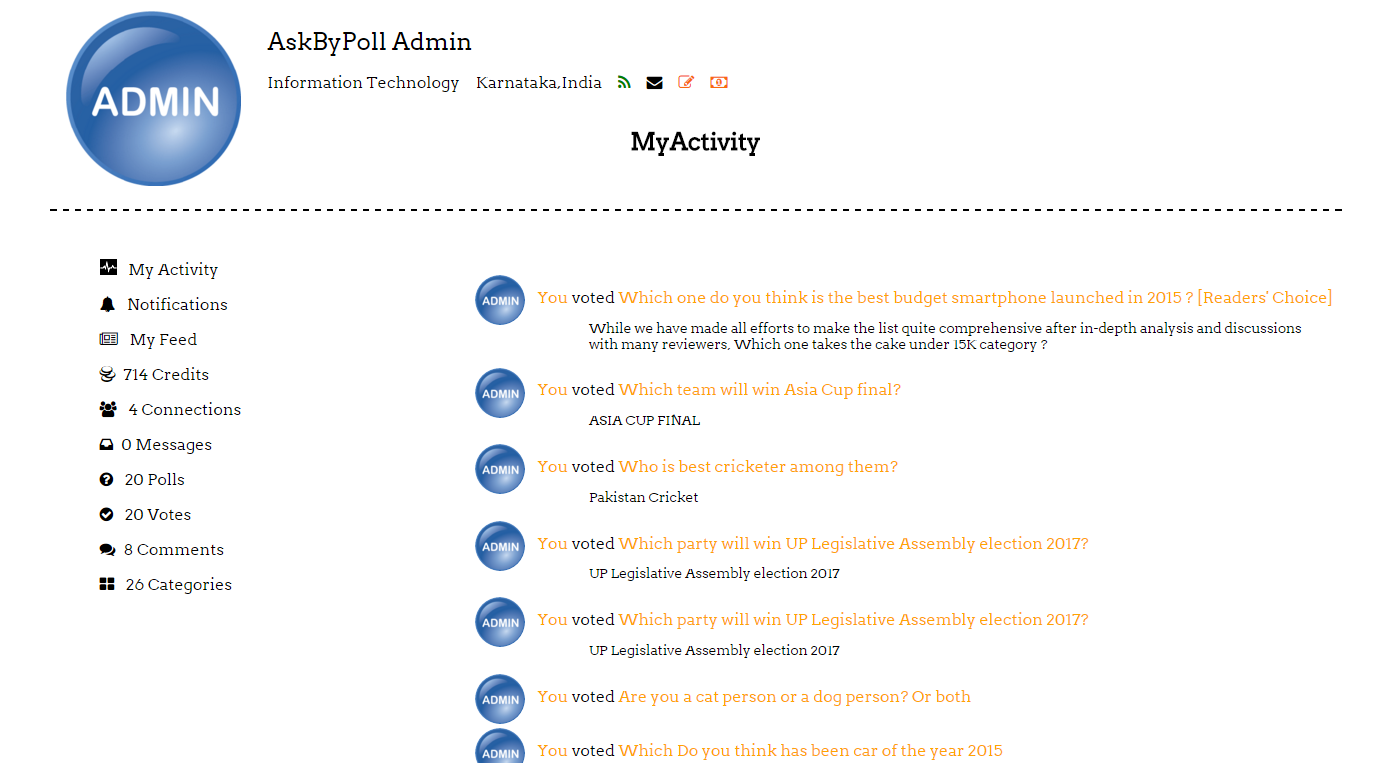 ADMIN
AskByPoll Admin
Information Technology Karnataka,India
MyActivity
My Activity
Notifications
My Feed
714 Credits
4 Connections
0 Messages
20 Polls
20 Votes
8 Comments
26 Categories
ADMIN
You voted Which one do you think is the best budget smartphone launched in 2015 ? [Readers' Choice]
While we have made all efforts to make the list quite comprehensive after in-depth analysis and discussions
with many reviewers, Which one takes the cake under 15K category ?
ADMIN
You voted Which team will win Asia Cup final?
ASIA CUP FINAL
ADMIN
You voted Who is best cricketer among them?
Pakistan Cricket
ADMIN
You voted Which party will win UP Legislative Assembly election 2017?
UP Legislative Assembly election 2017
ADMIN
You voted Which party will win UP Legislative Assembly election 2017?
UP Legislative Assembly election 2017
ADMIN
You voted Are you a cat person or a dog person? Or both
ADMIN
You voted Which Do you think has been car of the year 2015